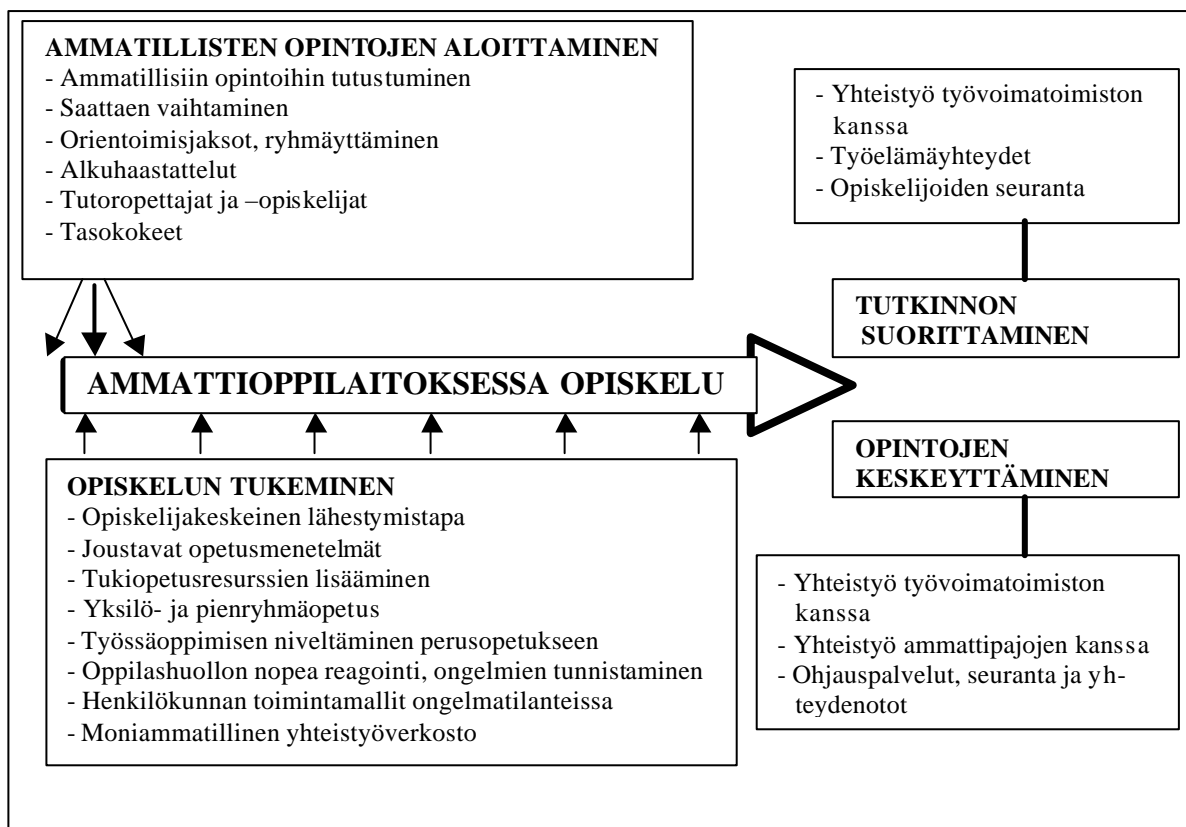 AMMATILLISTEN OPINTOJEN ALOITTAMINEN
- Ammatillisiin opintoihin tutustuminen
- Saattaen vaihtaminen
- Orientoimisjaksot, ryhmäyttäminen
- Alkuhaastattelut
- Tutoropettajat ja –opiskelijat
- Tasokokeet
- Yhteistyö työvoimatoimiston
kanssa
- Työelämäyhteydet
- Opiskelijoiden seuranta
TUTKINNON
SUORITTAMINEN
AMMATTIOPPILAITOKSESSA OPISKELU
OPINTOJEN
KESKEYTTÄMINEN
OPISKELUN TUKEMINEN
- Opiskelijakeskeinen lähestymistapa
- Joustavat opetusmenetelmät
- Tukiopetusresurssien lisääminen
- Yksilö- ja pienryhmäopetus
- Työssäoppimisen niveltäminen perusopetukseen
- Oppilashuollon nopea reagointi, ongelmien tunnistaminen
- Henkilökunnan toimintamallit ongelmatilanteissa
- Moniammatillinen yhteistyöverkosto
- Yhteistyö työvoimatoimiston
kanssa
- Yhteistyö ammattipajojen kanssa
- Ohjauspalvelut, seuranta ja yh-
teydenotot